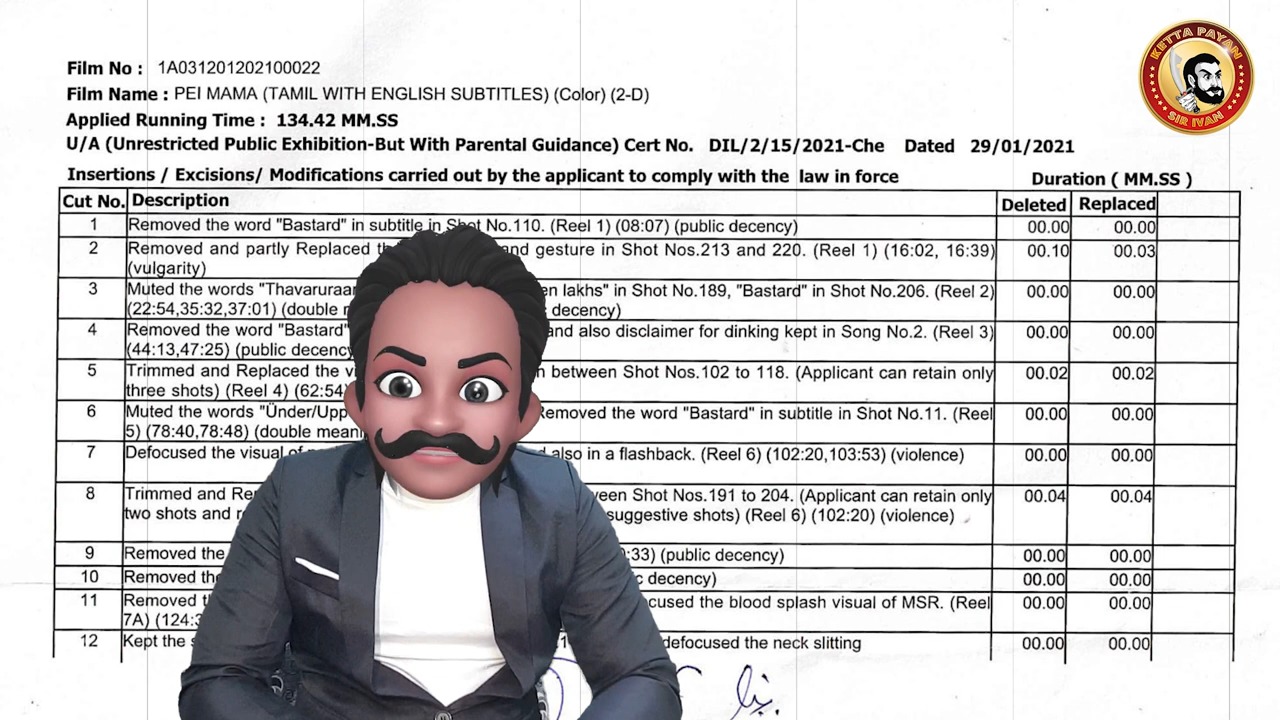 KETTA PAYAN
SIR IVAN
Film No : 1A031201202100022
Film Name : PEI MAMA (TAMIL WITH ENGLISH SUBTITLES) (Color) (2-D)
Applied Running Time : 134.42 MM.SS
U/A (Unrestricted Public Exhibition-But With Parental Guidance) Cert No. DIL/2/15/2021-Che Dated 29/01/2021
Insertions / Excisions/ Modifications carried out by the applicant to comply with the law in force Duration ( MM.SS )
Cut No. Description Deleted Replaced
1 Removed the word "Bastard" in subtitle in Shot No.110. (Reel 1) (08:07) (public decency) 00.00 00.00
2 Removed and partly Replaced and gesture in Shot Nos.213 and 220. (Reel 1) (16:02, 16:39) 00.10 00.03
(vulgarity)
3 Muted the words lakhs" in Shot No.189, "Bastard" in Shot No.206. (Reel 2) 00.00 00.00
(22:54,35:32,37:01) (double decency)
4 Removed the word "Bastard" and also disclaimer for dinking kept in Song No.2. (Reel 3) 00.00 00.00
(44:13,47:25) (public decency
5 Trimmed and Replaced the between Shot Nos.102 to 118. (Applicant can retain only 00.02 00.02
three shots) (Reel 4) (62:54)
6 Muted the words Removed the word "Bastard" in subtitle in Shot No.11. (Reel 00.00 00.00
5) (78:40,78:48) (double
7 Defocused the visual of also in a flashback. (Reel 6) (102:20,103:53) (violence) 00.00 00.00
8 Trimmed and Shot Nos.191 to 204. (Applicant can retain only 00.04 00.04
two shots and suggestive shots) (Reel 6) (102:20) (violence)
9 Removed the (public decency) 00.00 00.00
10 Removed decency) 00.00 00.00
11 Removed the blood splash visual of MSR. (Reel 00.00 00.00
7A)
12 Kept the defocused the neck slitting 00.00 00.00